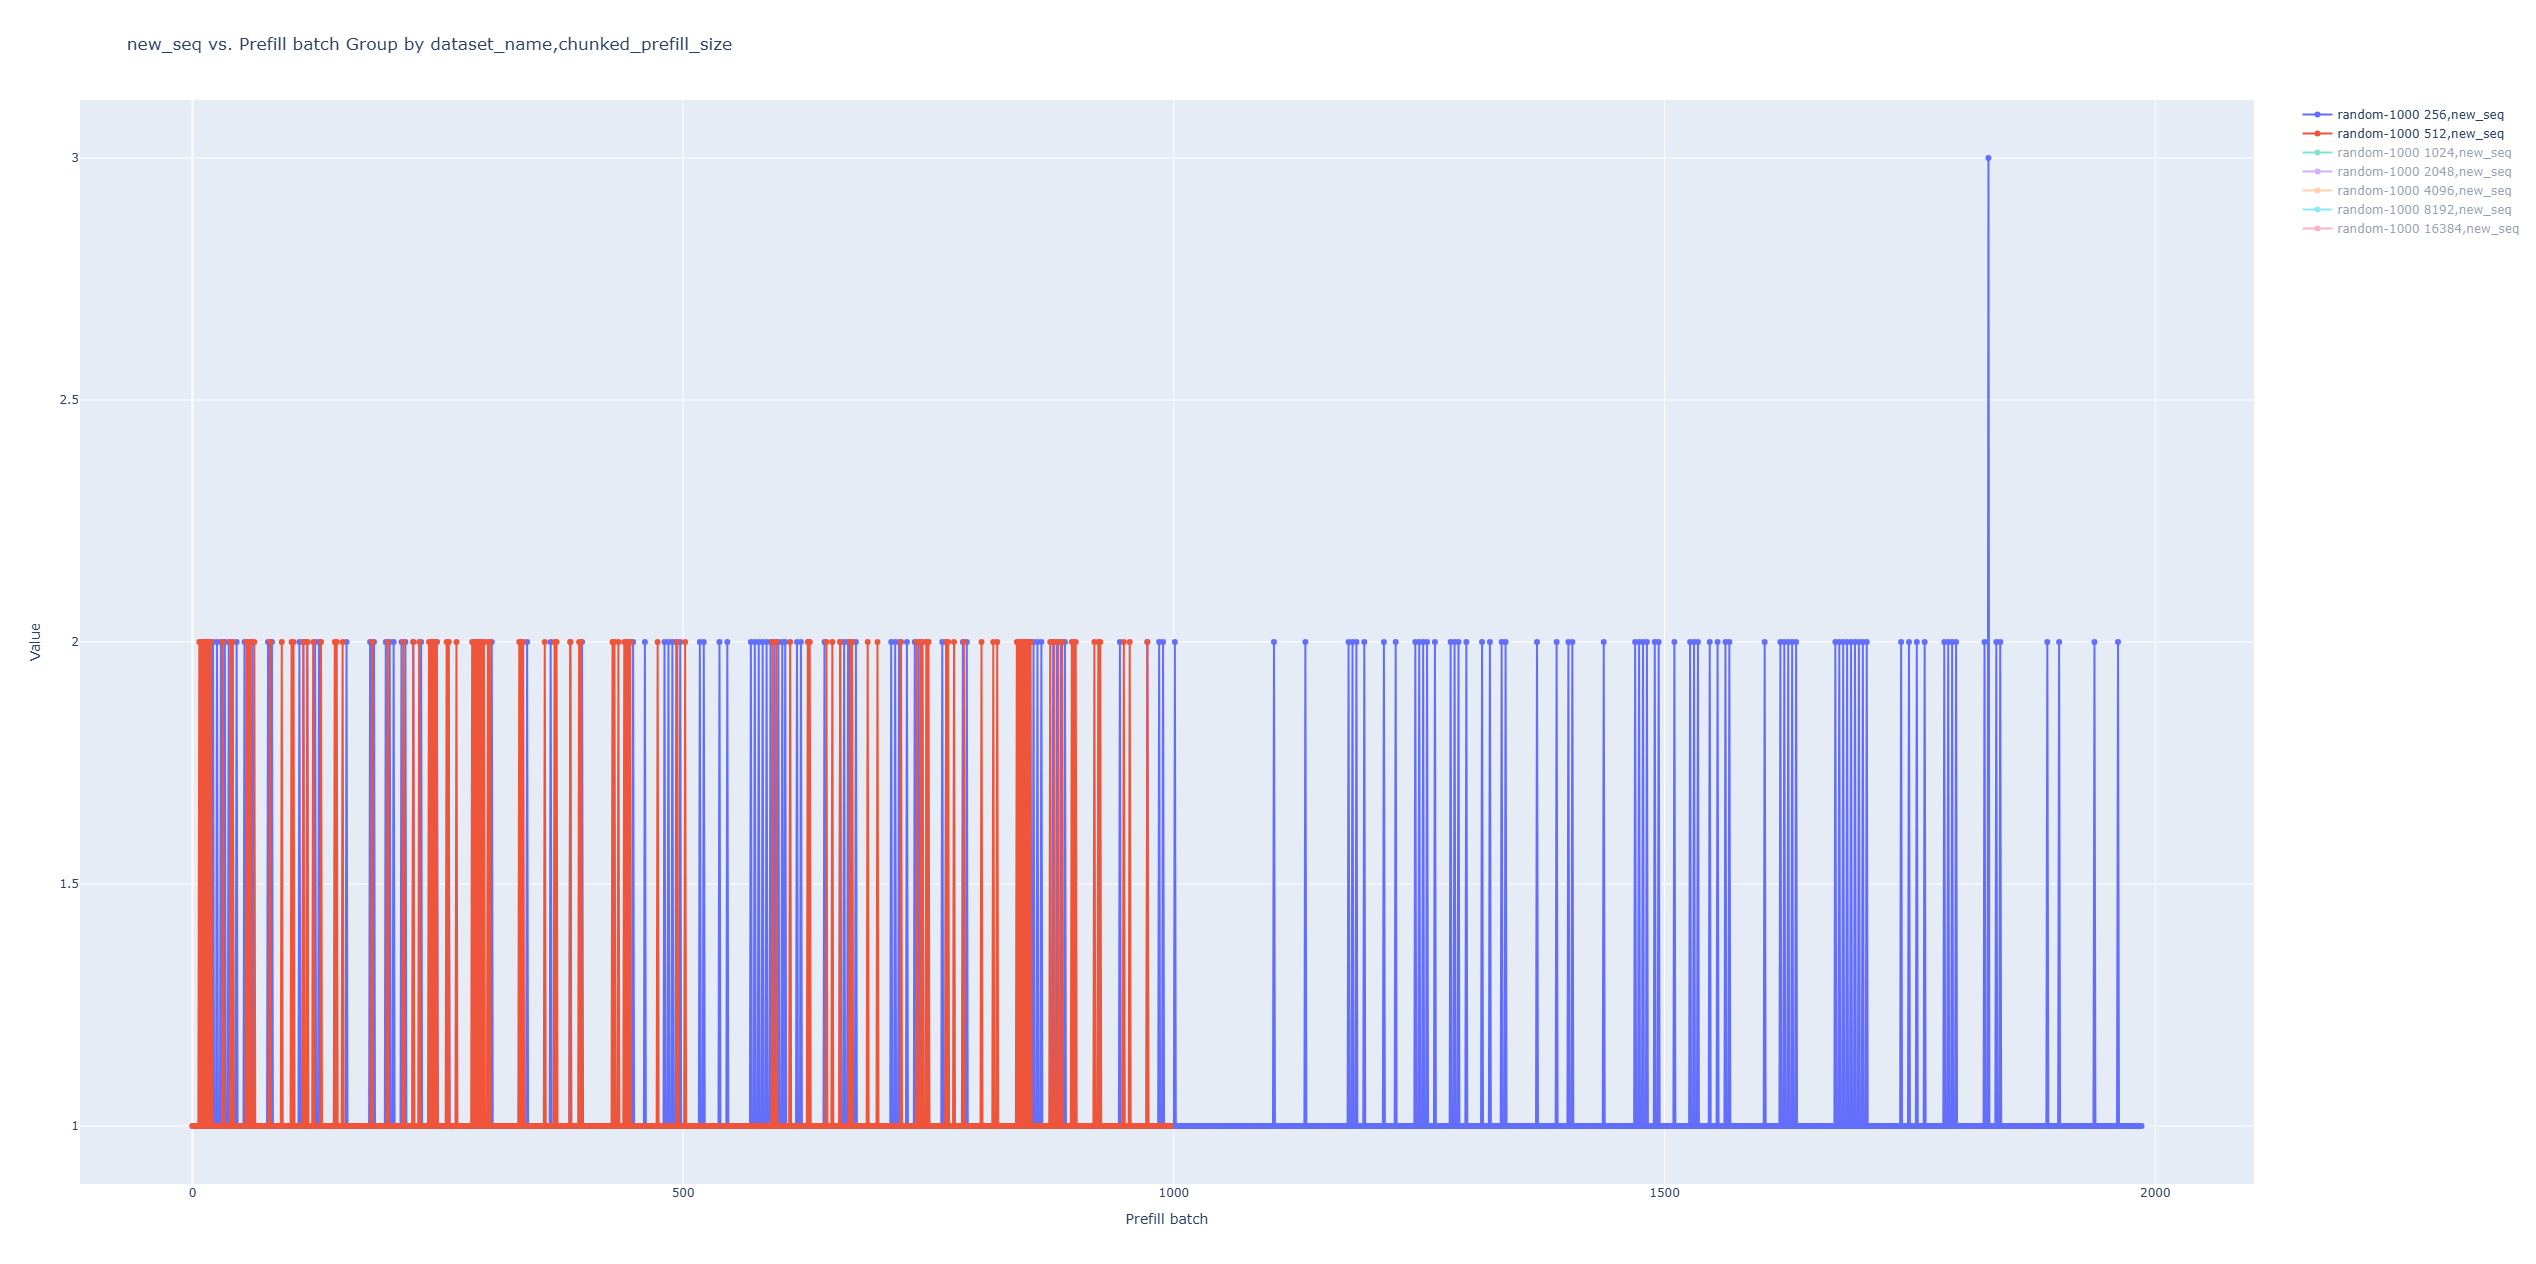 new_seq vs. Prefill batch Group by dataset_name,chunked_prefill_size
random-1000 256,new_seq
random-1000 512,new_seq
random-1000 1024,new_seq
random-1000 2048,new_seq
random-1000 4096,new_seq
random-1000 8192,new_seq
random-1000 16384,new_seq
3
2.5
2
1.5
1
Value
0
500
1000
1500
2000
Prefill batch